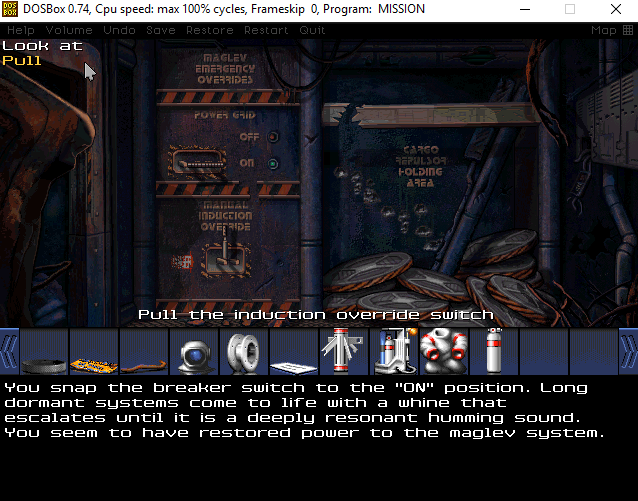 DOSBox 0.74, Cpu speed: max 100% cycles, Frameskip 0, Program: MISSION
Help Volume Undo Save Restore Restart Quit Map
Look at
Pull
MAGLEV
EMERGENCY
OVERRIDES
POWER GRID
OFF
ON
CARGO
REPULSOR
HOLDING
AREA
MANUAL
INDUCTION
OVERRIDE
Pull the induction override switch
You snap the breaker switch to the "ON" position. Long
dormant systems come to life with a whine that
escalates until it is a deeply resonant humming sound.
You seem to have restored power to the maglev system.